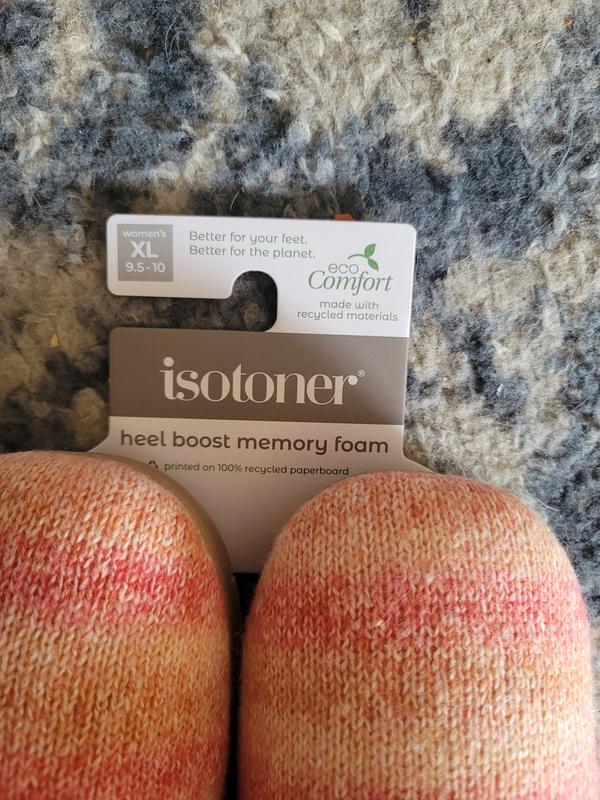 women's
XL
9.5-10
Better for your feet.
Better for the planet.
eco
Comfort
made with
recycled materials
isotoner®
heel boost memory foam
printed on 100% recycled paperboard